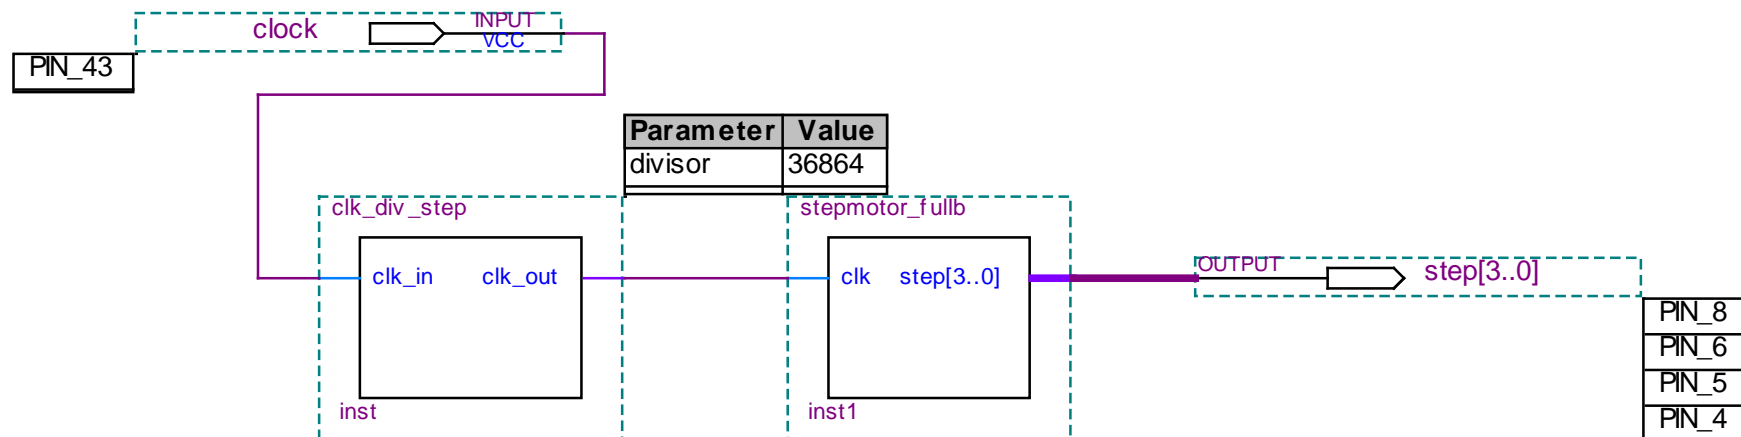 clock
INPUT
VCC
PIN_43
Parameter Value
divisor 36864
clk_div_step
stepmotor_fullb
clk_in clk_out
clk step[3..0]
OUTPUT
step[3..0]
PIN_8
PIN_6
PIN_5
PIN_4
inst
inst1